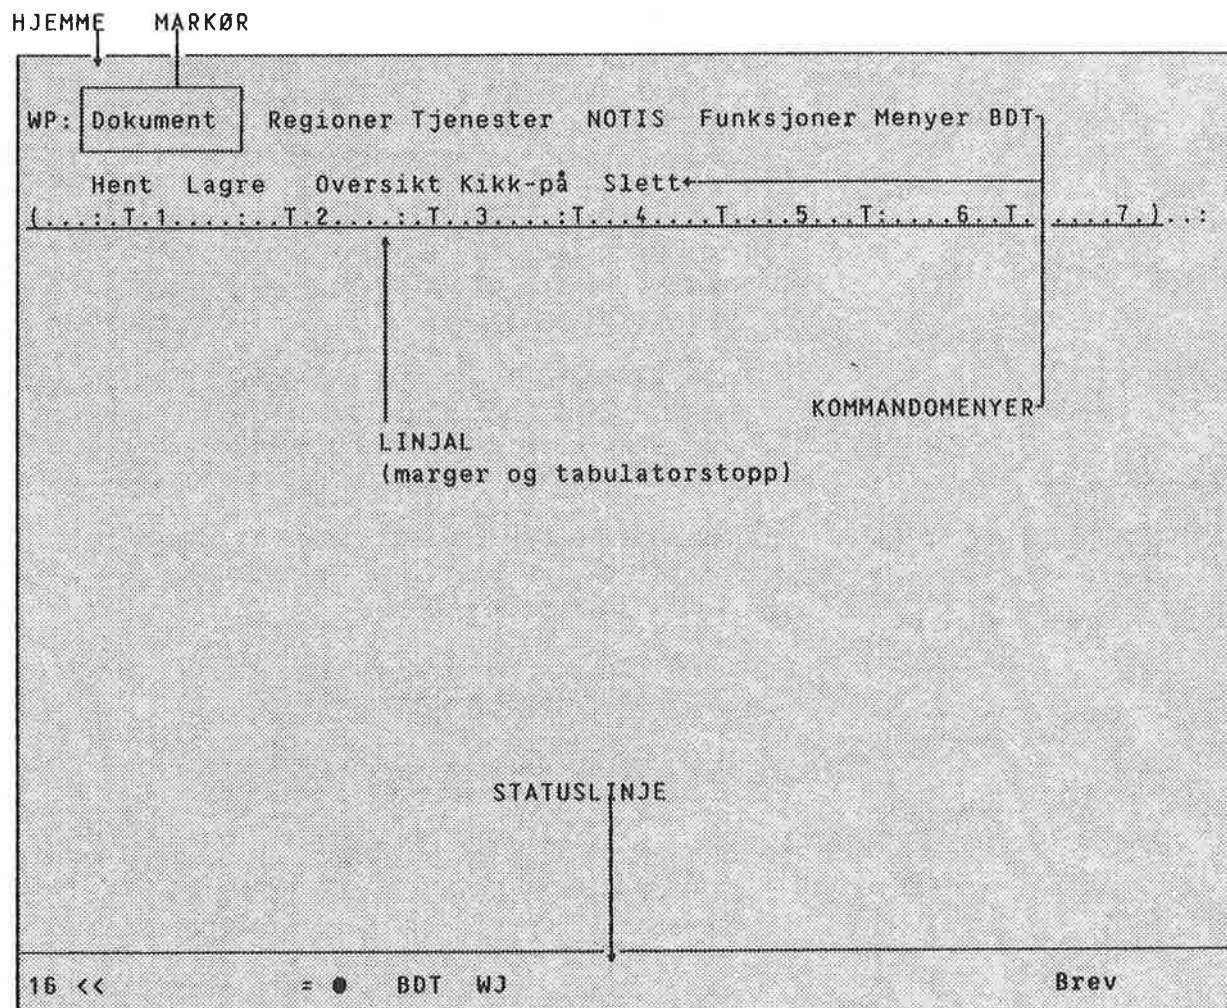 HJEMME MARKØR
WP: Dokument Regioner Tjenester NOTIS Funksjoner Menyer BDT
Hent Lagre Oversikt Kikk-på Slett
(...:.T.1....:..T.2....:.T..3....:T...4....T....5...T:....6..T. .....7.)..:
KOMMANDOMENYER
LINJAL
(marger og tabulatorstopp)
STATUSLINJE
16 << = ● BDT WJ Brev